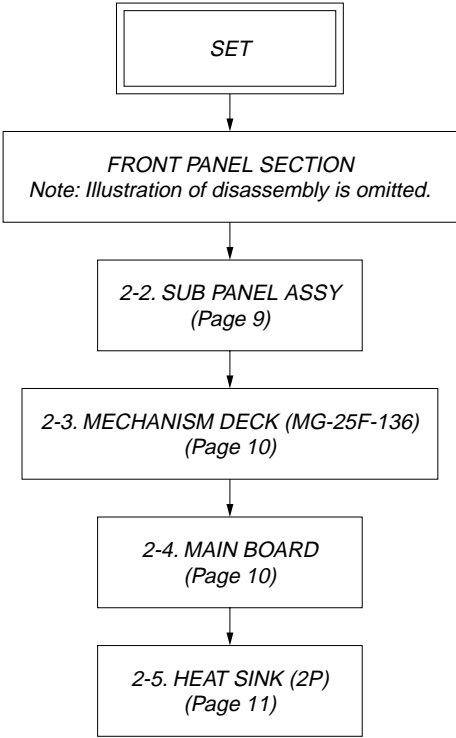 SET
FRONT PANEL SECTION
Note: Illustration of disassembly is omitted.
2-2. SUB PANEL ASSY
(Page 9)
2-3. MECHANISM DECK (MG-25F-136)
(Page 10)
2-4. MAIN BOARD
(Page 10)
2-5. HEAT SINK (2P)
(Page 11)